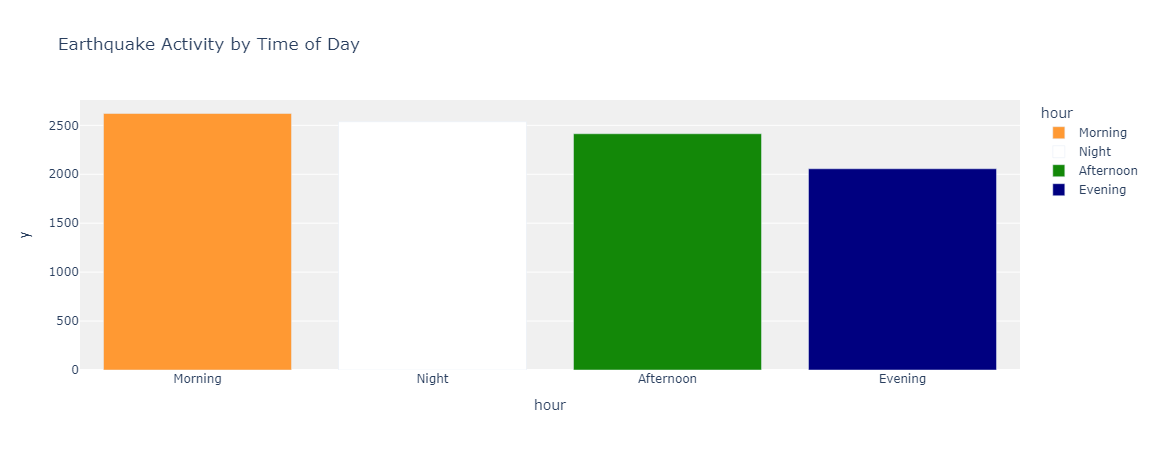 Earthquake Activity by Time of Day
y
2500
2000
1500
1000
500
0
Morning
Night
Afternoon
Evening
hour
hour
Morning
Night
Afternoon
Evening